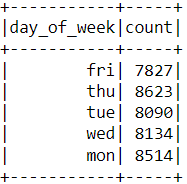 +-----------+-----+
|day_of_week|count|
+-----------+-----+
|        fri| 7827|
|        thu| 8623|
|        tue| 8090|
|        wed| 8134|
|        mon| 8514|
+-----------+-----+